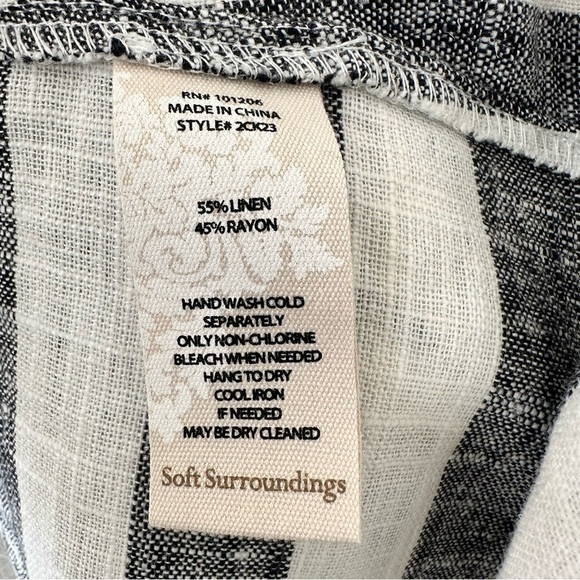 RN# 101206
MADE IN CHINA
STYLE# 2CK23
55% LINEN
45% RAYON
HAND WASH COLD
SEPARATELY
ONLY NON-CHLORINE
BLEACH WHEN NEEDED
HANG TO DRY
COOL IRON
IF NEEDED
MAY BE DRY CLEANED
Soft Surroundings